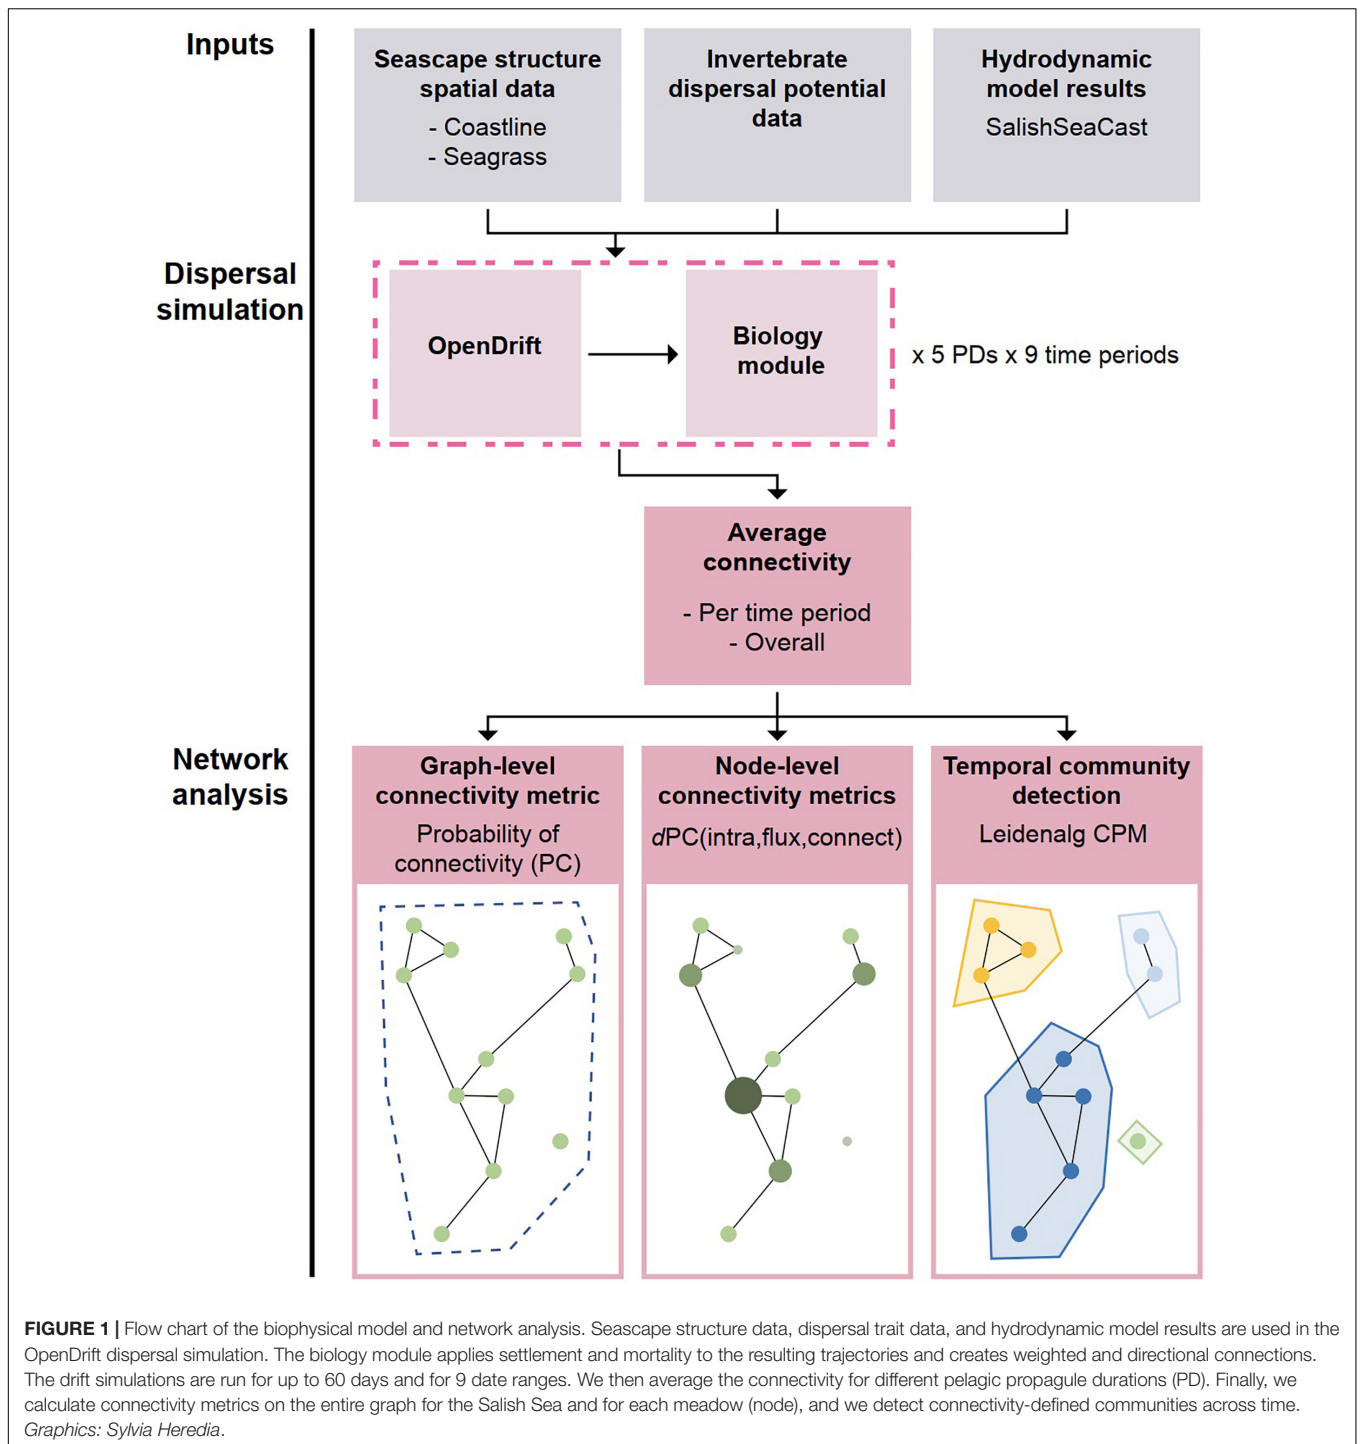 Inputs
Seascape structure
spatial data
- Coastline
- Seagrass
Invertebrate
dispersal potential
data
Hydrodynamic
model results
SalishSeaCast
Dispersal
simulation
OpenDrift
Biology
module
x 5 PDs x 9 time periods
Average
connectivity
- Per time period
- Overall
Network
analysis
Graph-level
connectivity metric
Probability of
connectivity (PC)
Node-level
connectivity metrics
dPC(intra,flux,connect)
Temporal community
detection
Leidenalg CPM
FIGURE 1 | Flow chart of the biophysical model and network analysis. Seascape structure data, dispersal trait data, and hydrodynamic model results are used in the
OpenDrift dispersal simulation. The biology module applies settlement and mortality to the resulting trajectories and creates weighted and directional connections.
The drift simulations are run for up to 60 days and for 9 date ranges. We then average the connectivity for different pelagic propagule durations (PD). Finally, we
calculate connectivity metrics on the entire graph for the Salish Sea and for each meadow (node), and we detect connectivity-defined communities across time.
Graphics: Sylvia Heredia.